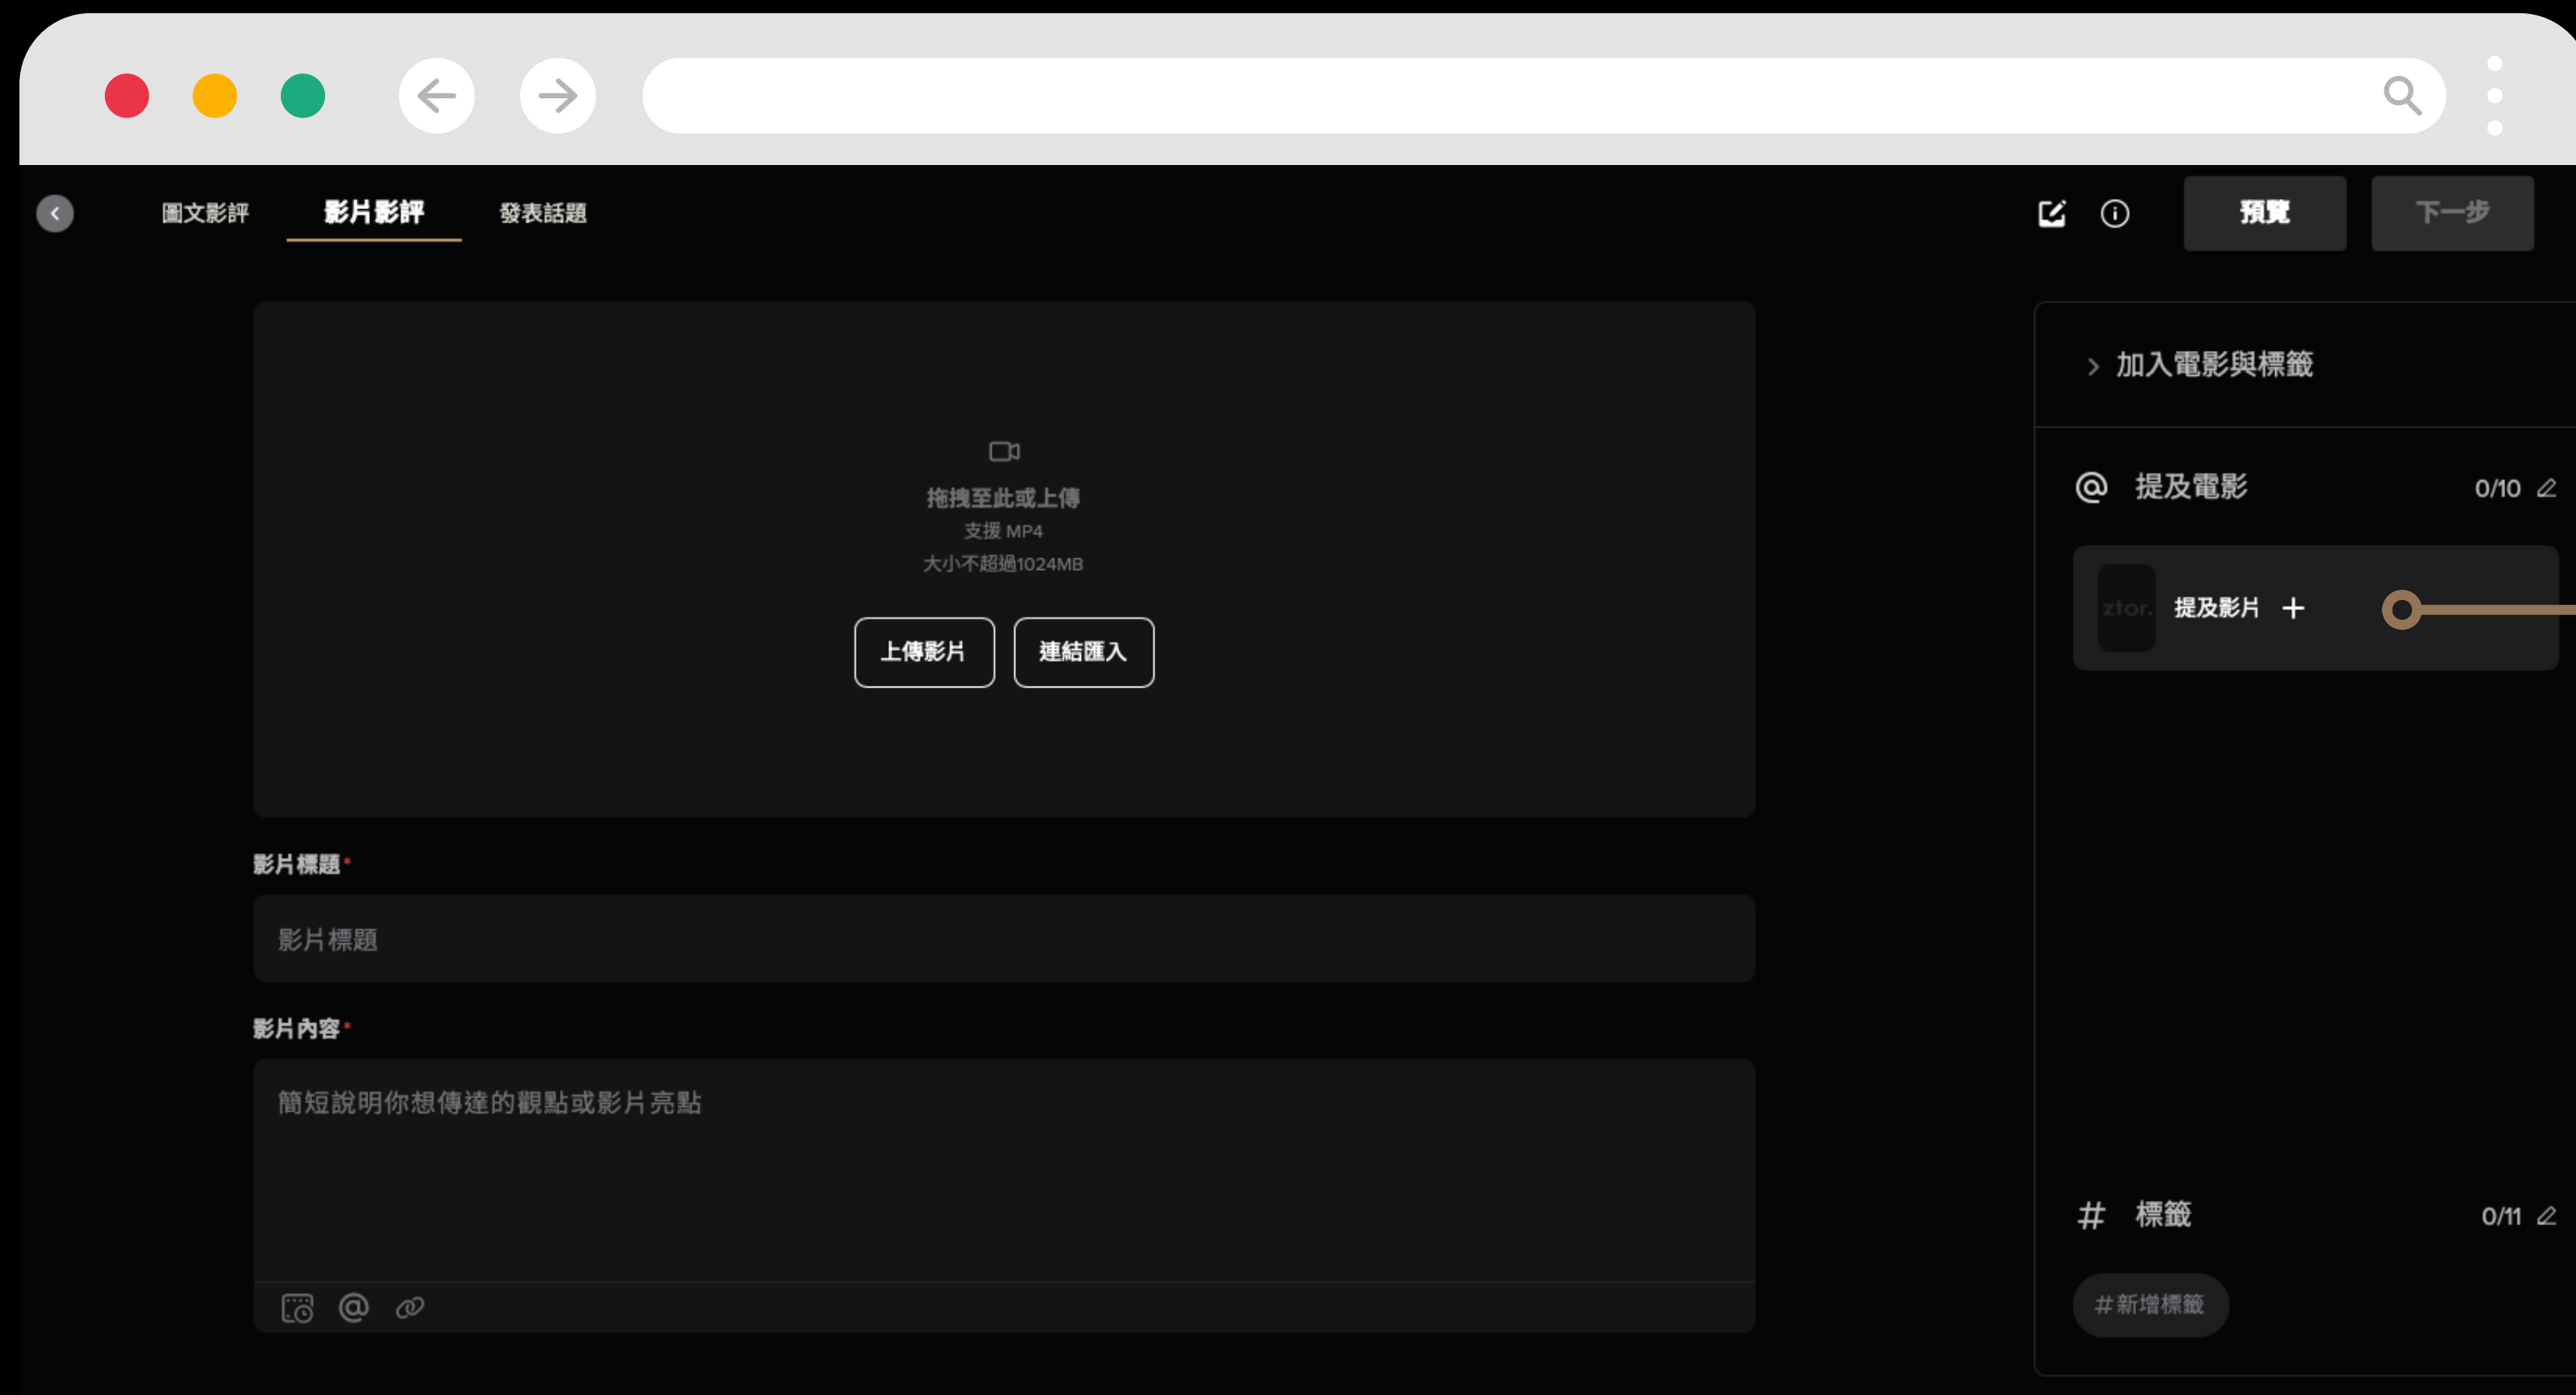 圖文影評
影片影評
發表話題
預覽
下一步
拖拽至此或上傳
支援 MP4
大小不超過1024MB
上傳影片
連結匯入
影片標題*
影片標題
影片內容*
簡短說明你想傳達的觀點或影片亮點
加入電影與標籤
@ 提及電影 0/10
ztor. 提及影片 +
# 標籤 0/11
#新增標籤